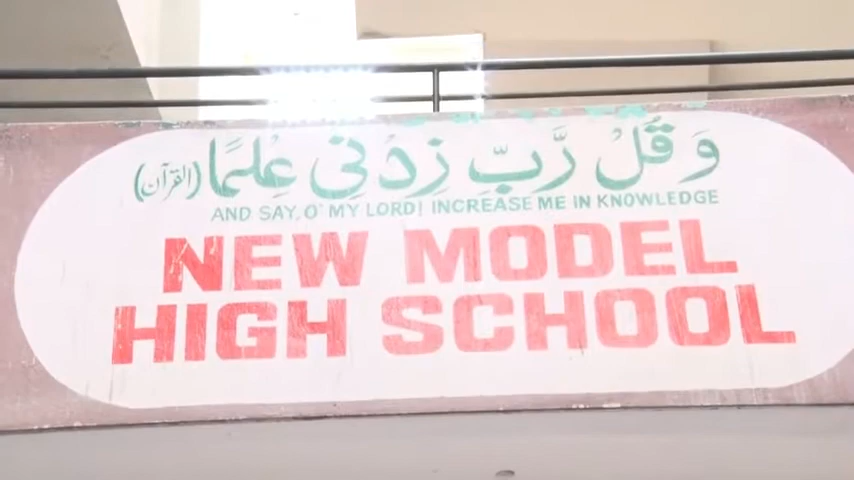 وَقُلْ رَّبِّ زِدْنِي عِلْمًا (القرآن)
AND SAY, O' MY LORD! INCREASE ME IN KNOWLEDGE
NEW MODEL
HIGH SCHOOL